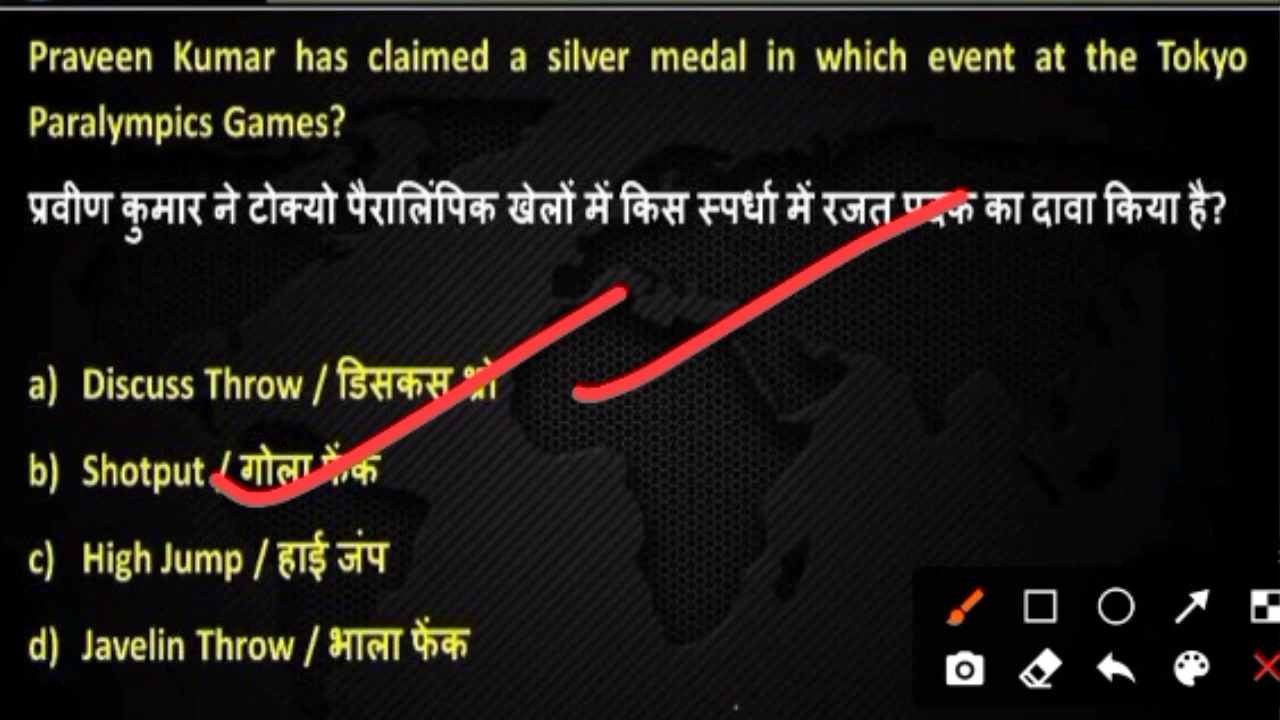 Praveen Kumar has claimed a silver medal in which event at the Tokyo
Paralympics Games?
प्रवीण कुमार ने टोक्यो पैरालिंपिक खेलों में किस स्पर्धा में रजत पदक का दावा किया है?
a) Discuss Throw / डिसकस थ्रो
b) Shotput / गोला फेंक
c) High Jump / हाई जंप
d) Javelin Throw / भाला फेंक